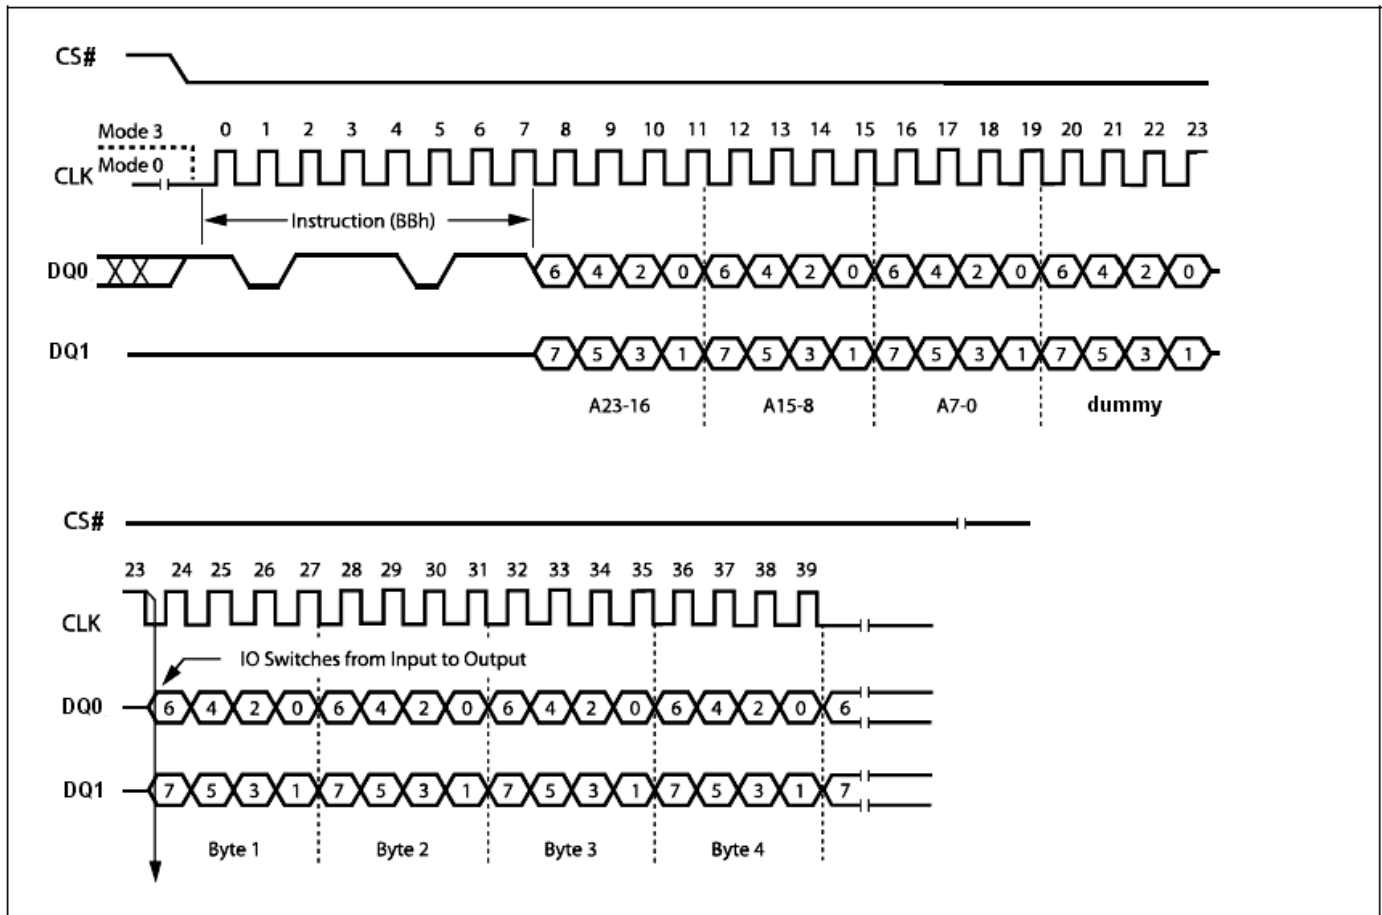 CS#
Mode 3 0 1 2 3 4 5 6 7 8 9 10 11 12 13 14 15 16 17 18 19 20 21 22 23
Mode 0
CLK
Instruction (BBh)
DQ0 6 4 2 0 6 4 2 0 6 4 2 0 6 4 2 0
DQ1 7 5 3 1 7 5 3 1 7 5 3 1 7 5 3 1
A23-16 A15-8 A7-0 dummy
CS#
23 24 25 26 27 28 29 30 31 32 33 34 35 36 37 38 39
CLK
IO Switches from Input to Output
DQ0 6 4 2 0 6 4 2 0 6 4 2 0 6 4 2 0 6
DQ1 7 5 3 1 7 5 3 1 7 5 3 1 7 5 3 1 7
Byte 1 Byte 2 Byte 3 Byte 4